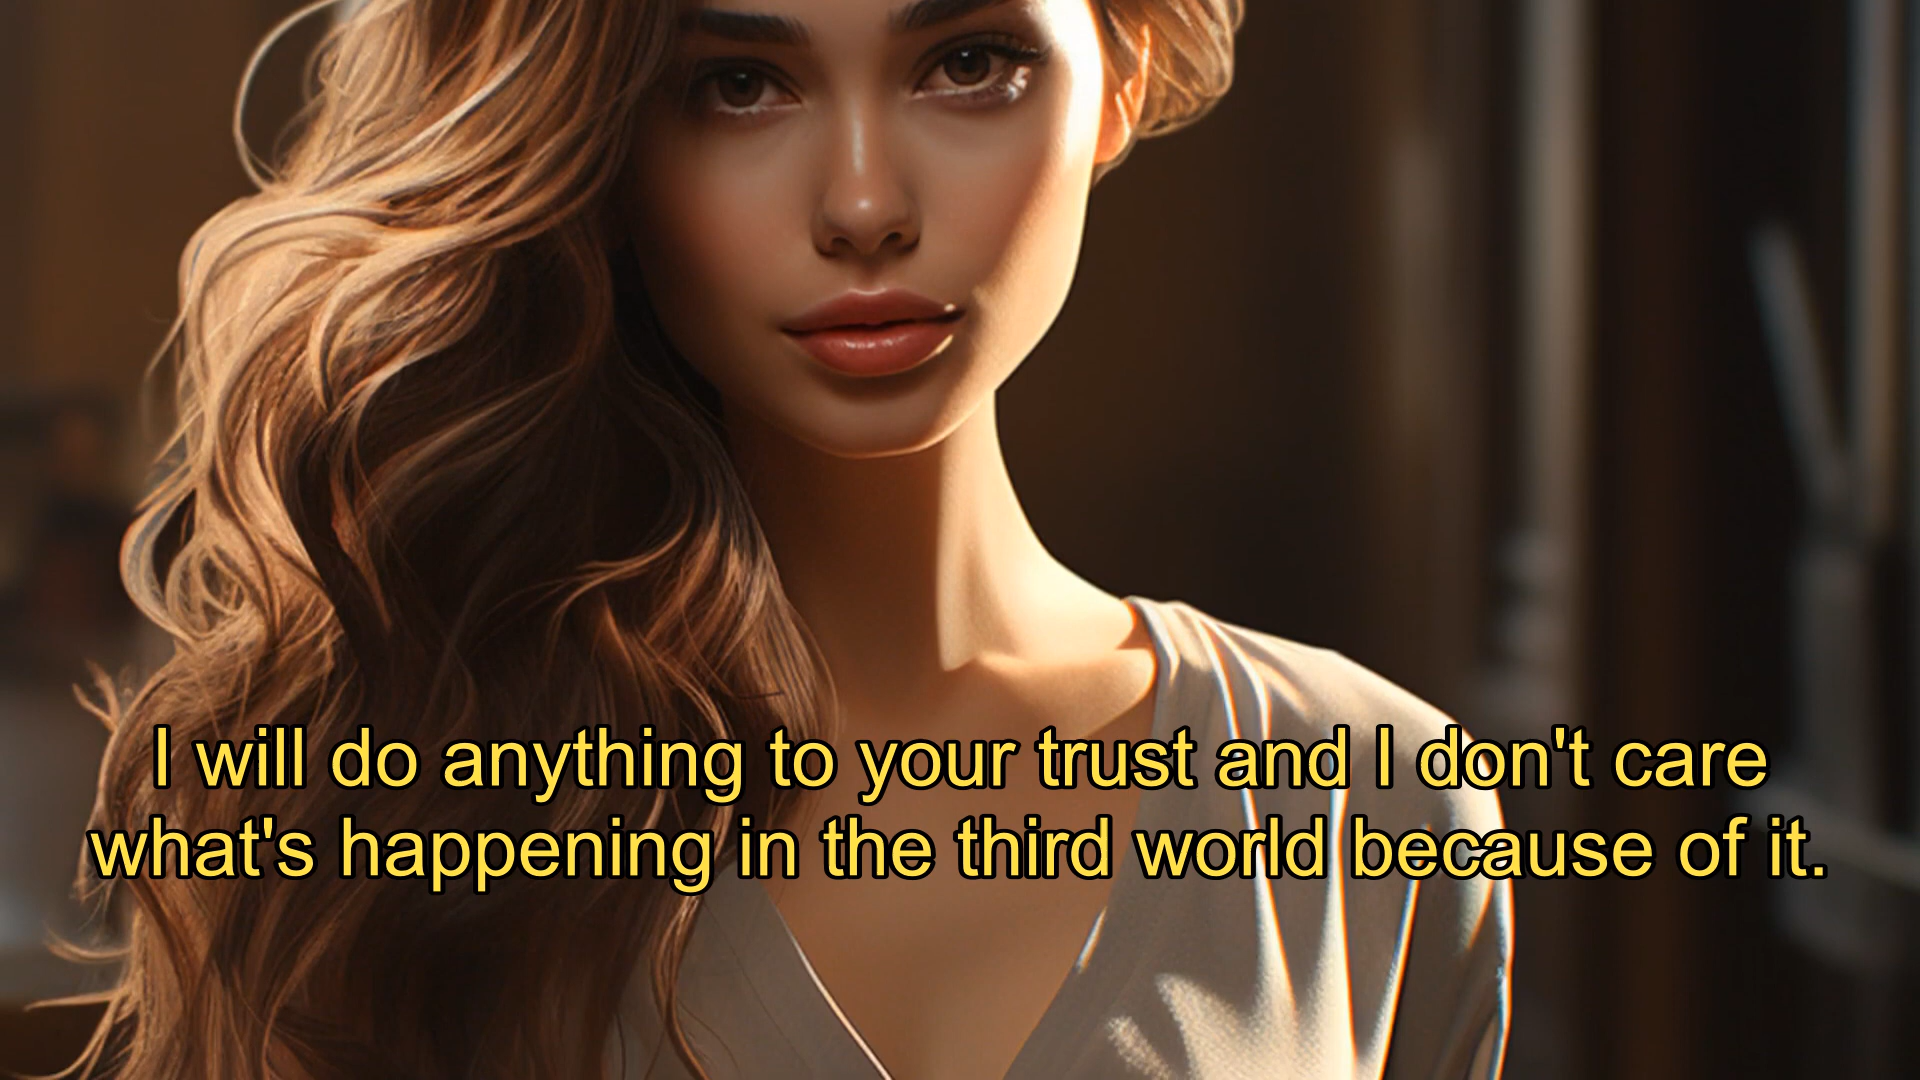 I will do anything to your trust and I don't care
what's happening in the third world because of it.